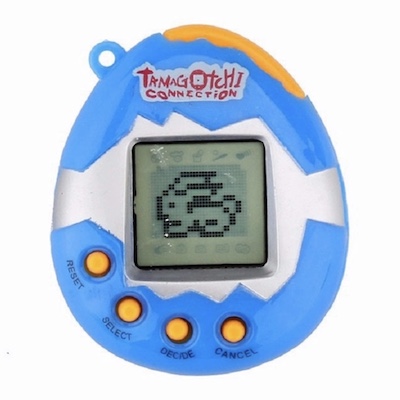 TAMAGOTCHI
CONNECTION
RESET
SELECT
DECIDE
CANCEL